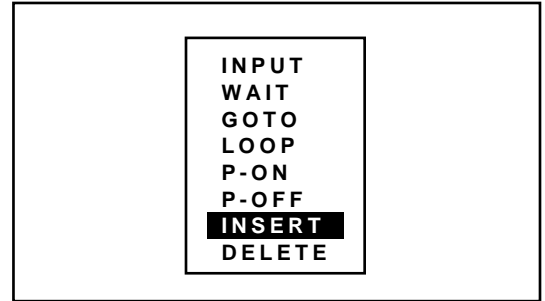 INPUT
WAIT
GOTO
LOOP
P-ON
P-OFF
INSERT
DELETE